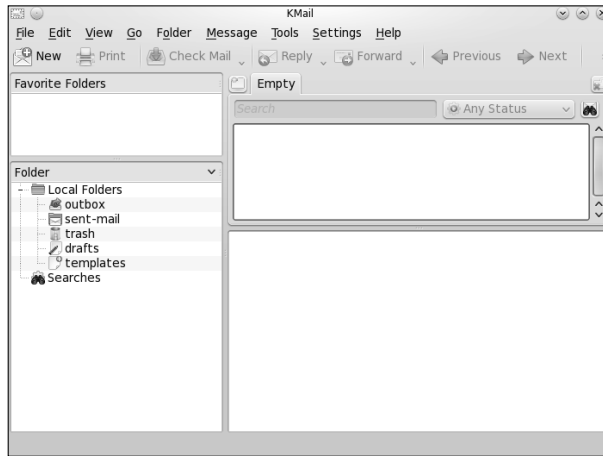 KMail
File Edit View Go Folder Message Tools Settings Help
New Print Check Mail Reply Forward Previous Next
Favorite Folders
Empty
Search Any Status
Folder
Local Folders
outbox
sent-mail
trash
drafts
templates
Searches